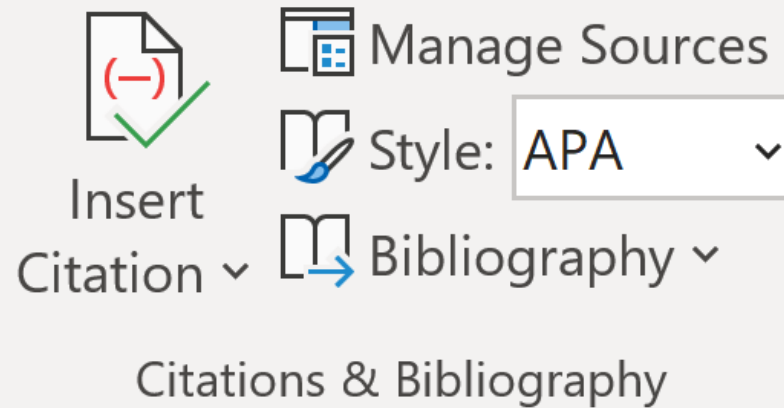 Insert
Citation
Manage Sources
Style: APA
Bibliography
Citations & Bibliography